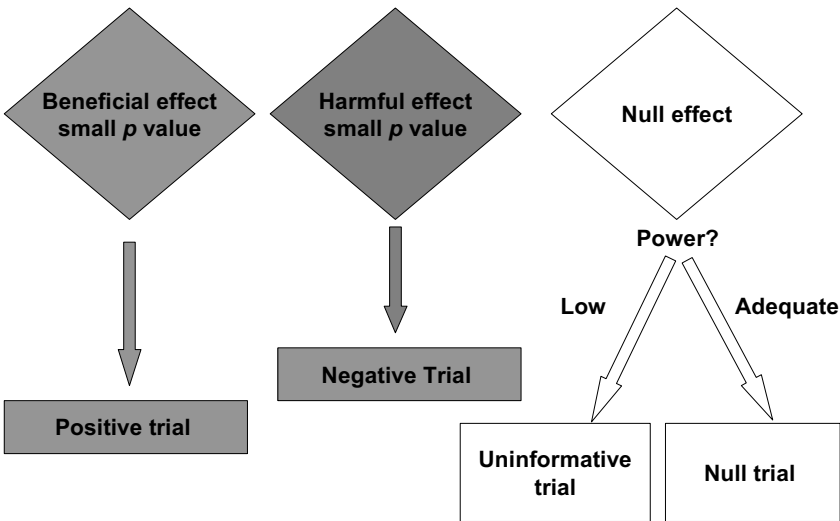 Beneficial effect
small p value
Harmful effect
small p value
Null effect
Power?
Low
Adequate
Negative Trial
Positive trial
Uninformative
trial
Null trial